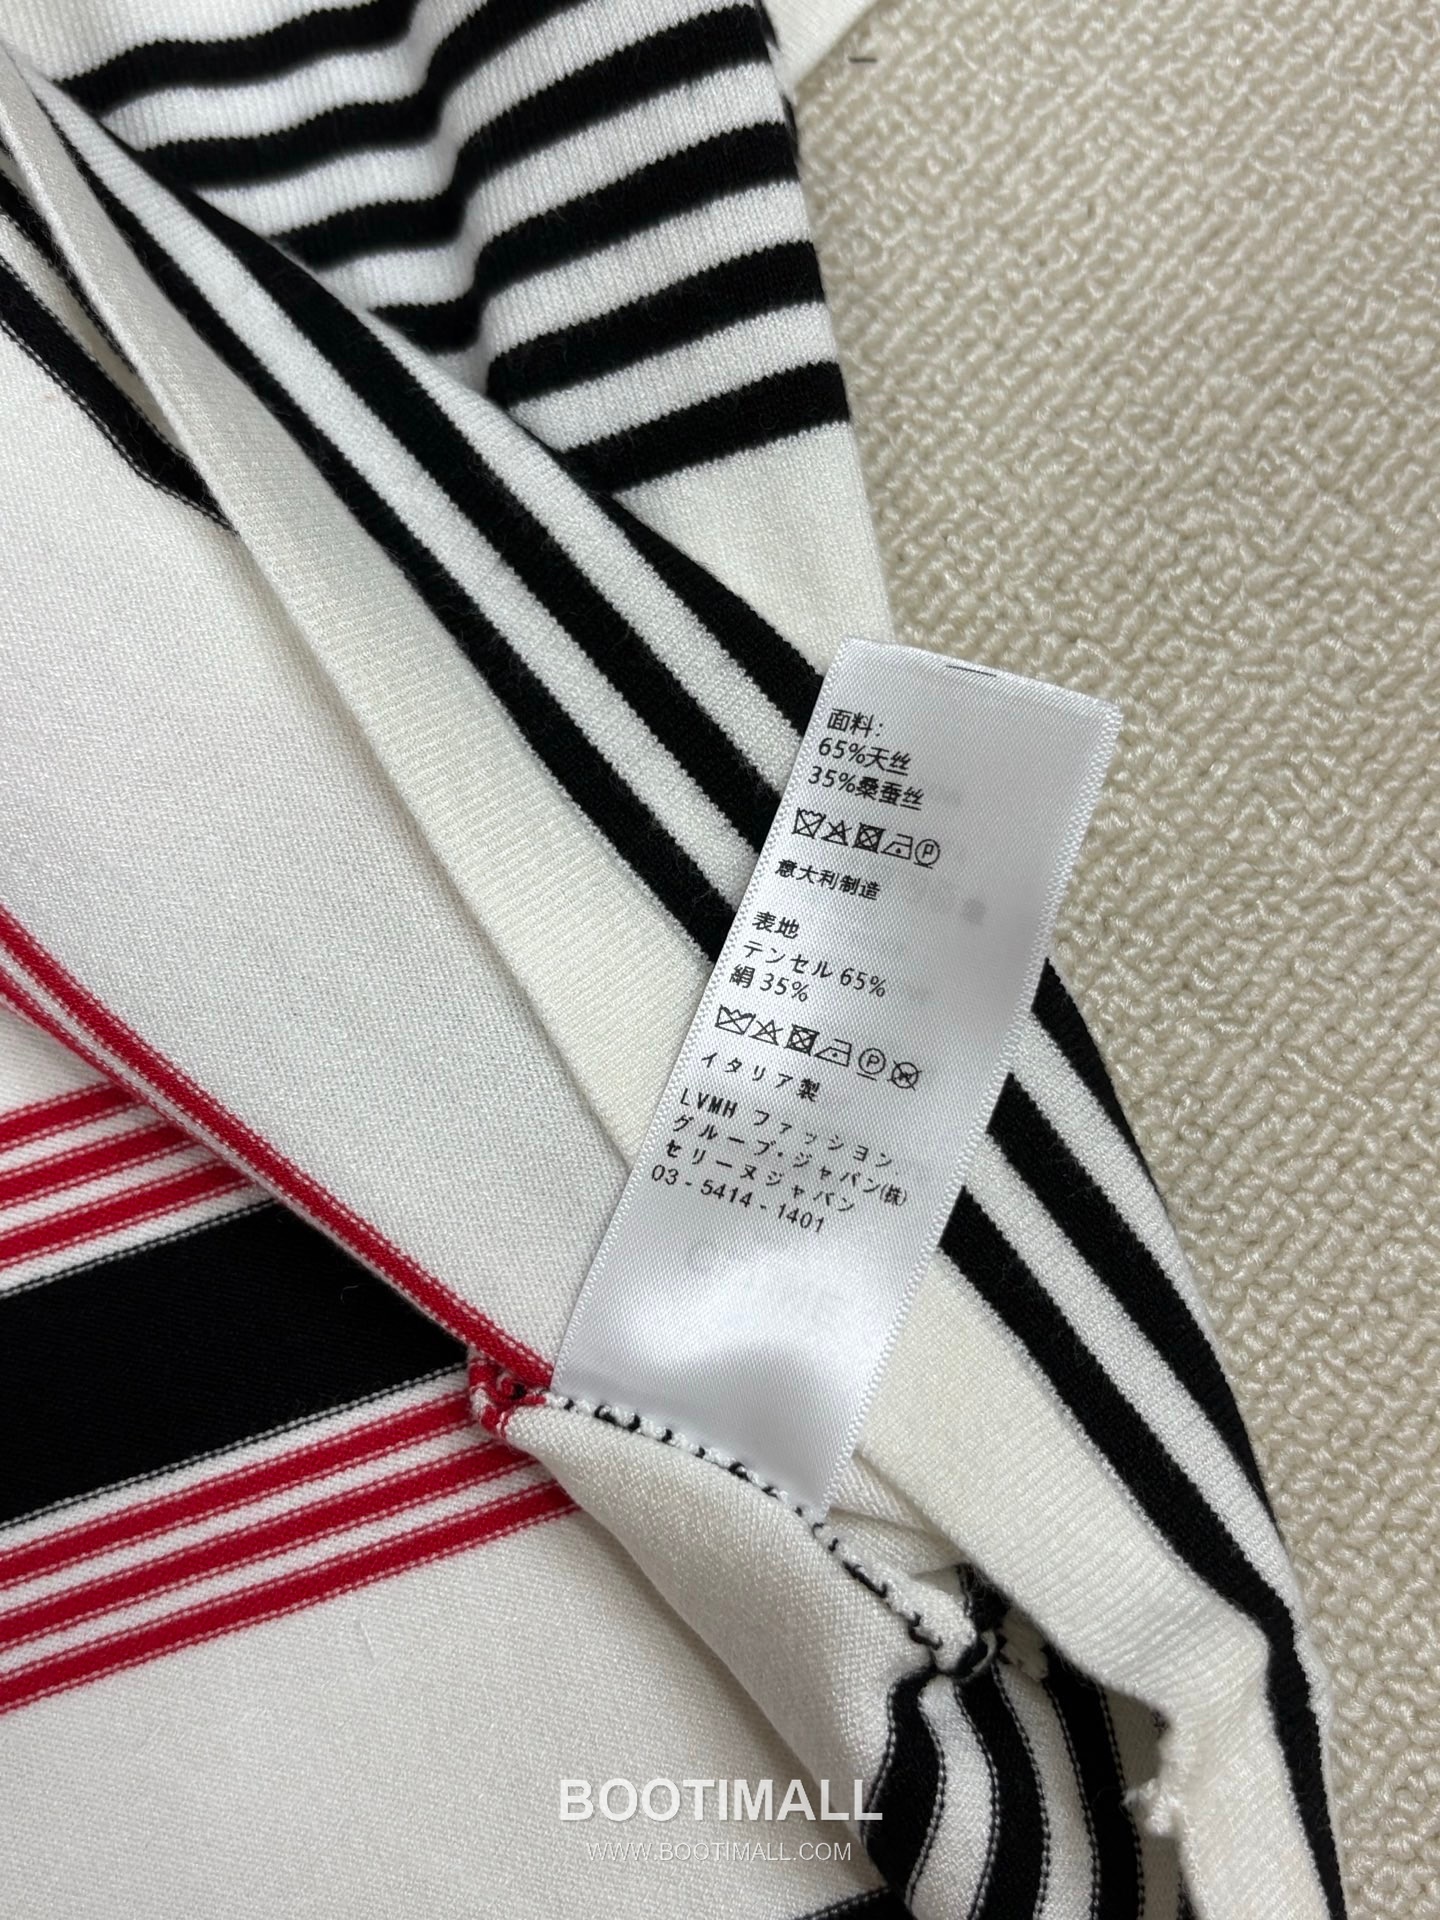 面料:
65%天丝
35%桑蚕丝
P
意大利制造
表地
テンセル 65%
絹 35%
P W
イタリア製
LVMH ファッション
グループ・ジャパン(株)
セリーヌジャパン
03-5414-1401
BOOTIMALL
WWW.BOOTIMALL.COM